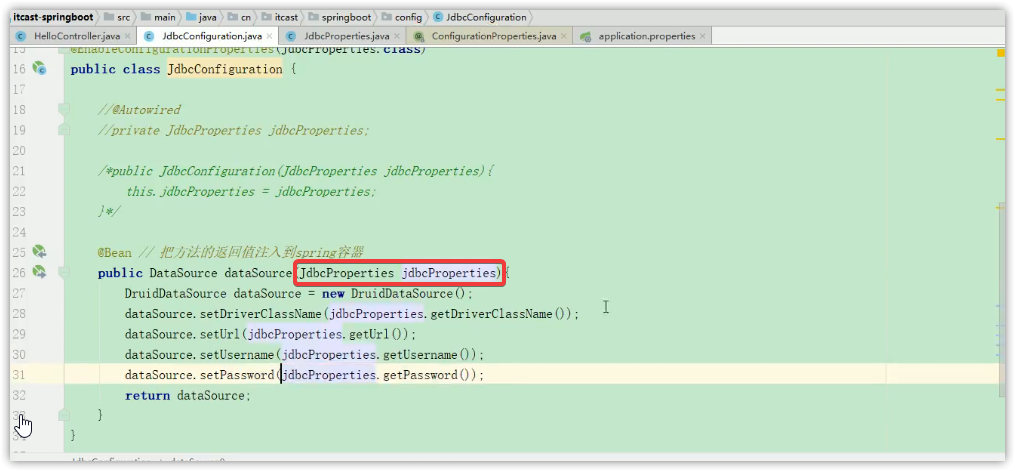 itcast-springboot src main java cn itcast springboot config JdbcConfiguration
HelloController.java JdbcConfiguration.java JdbcProperties.java ConfigurationProperties.java application.properties
15 @EnableConfigurationProperties(JdbcProperties.class)
16 public class JdbcConfiguration {
17
18 //@Autowired
19 //private JdbcProperties jdbcProperties;
20
21 /*public JdbcConfiguration(JdbcProperties jdbcProperties){
22 this.jdbcProperties = jdbcProperties;
23 }*/
24
25 @Bean // 把方法的返回值注入到spring容器
26 public DataSource dataSource(JdbcProperties jdbcProperties){
27 DruidDataSource dataSource = new DruidDataSource();
28 dataSource.setDriverClassName(jdbcProperties.getDriverClassName());
29 dataSource.setUrl(jdbcProperties.getUrl());
30 dataSource.setUsername(jdbcProperties.getUsername());
31 dataSource.setPassword(jdbcProperties.getPassword());
32 return dataSource;
}
}